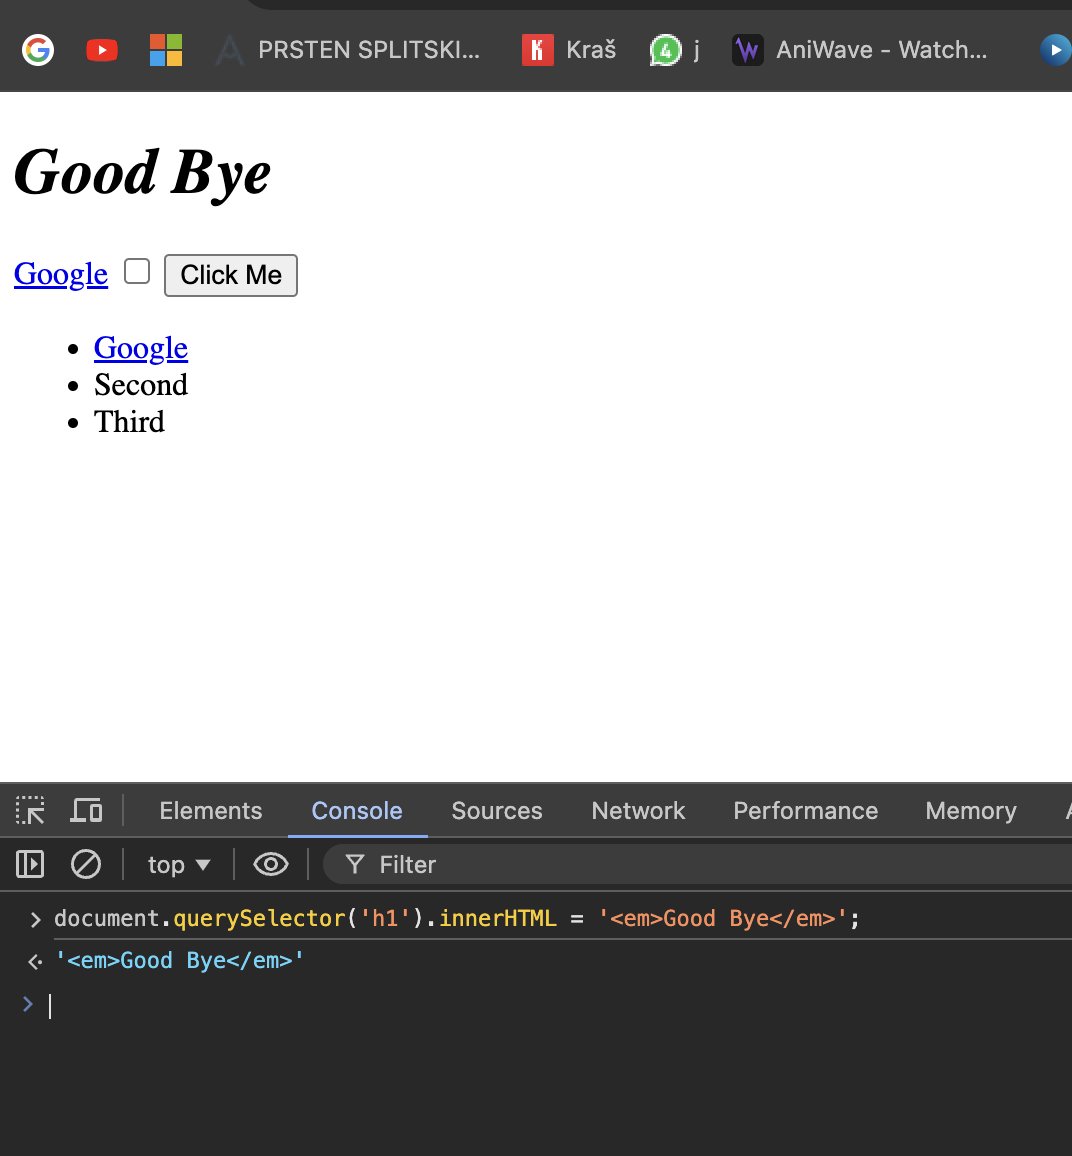 PRSTEN SPLITSKI... Kraš 4 j AniWave - Watch...
Good Bye
Google Click Me
Google
Second
Third
Elements Console Sources Network Performance Memory
top Filter
document.querySelector('h1').innerHTML = '<em>Good Bye</em>';
'<em>Good Bye</em>'